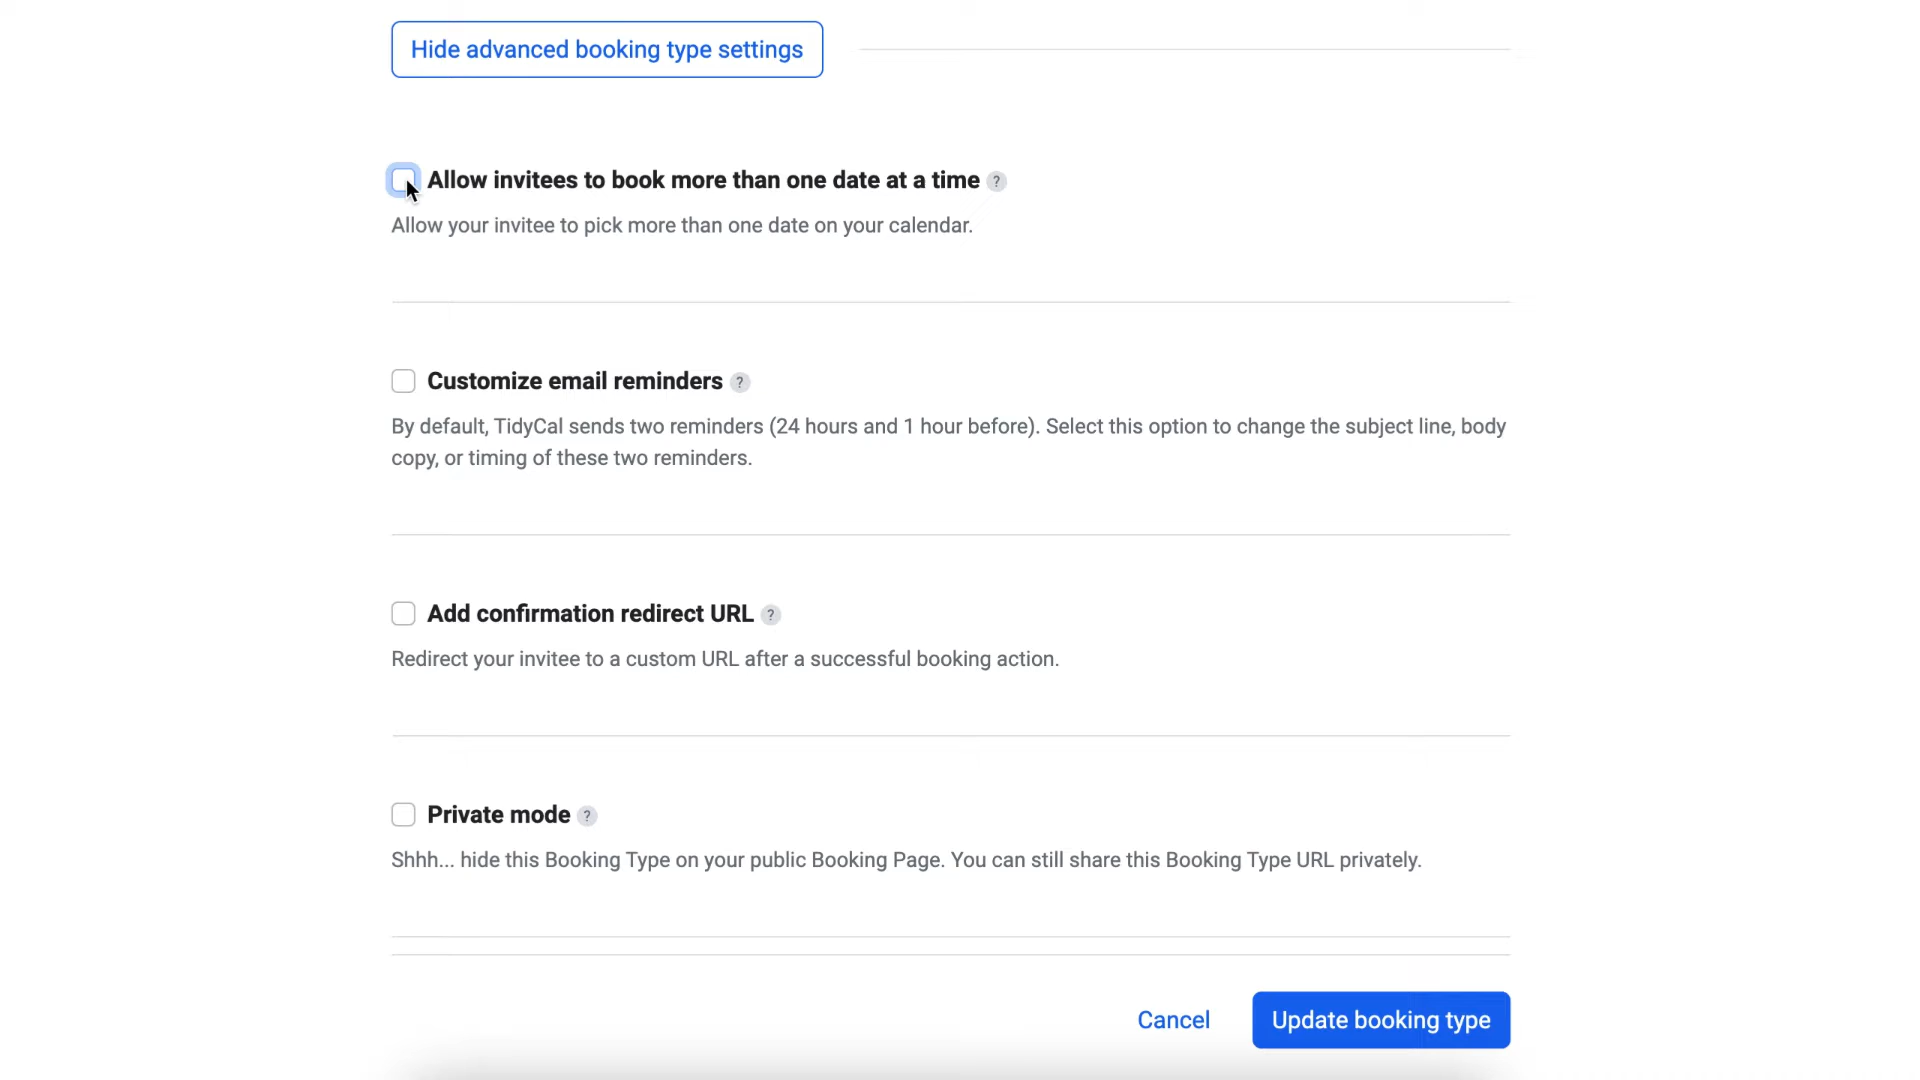 Hide advanced booking type settings
Allow invitees to book more than one date at a time ?
Allow your invitee to pick more than one date on your calendar.
Customize email reminders ?
By default, TidyCal sends two reminders (24 hours and 1 hour before). Select this option to change the subject line, body
copy, or timing of these two reminders.
Add confirmation redirect URL ?
Redirect your invitee to a custom URL after a successful booking action.
Private mode ?
Shhh... hide this Booking Type on your public Booking Page. You can still share this Booking Type URL privately.
Cancel Update booking type